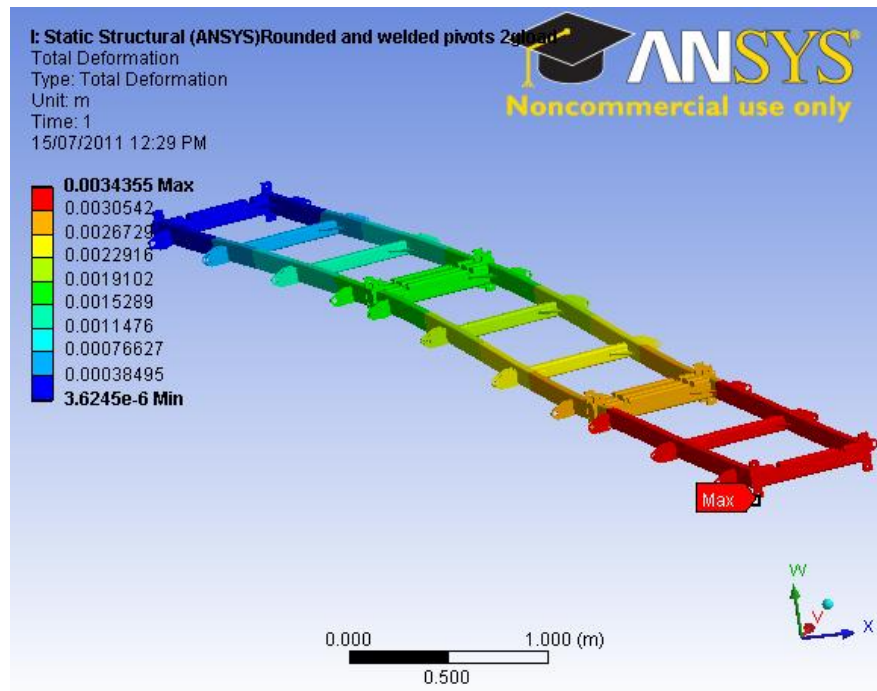 I: Static Structural (ANSYS)Rounded and welded pivots 2gload
Total Deformation
Type: Total Deformation
Unit: m
Time: 1
15/07/2011 12:29 PM
ANSYS®
Noncommercial use only
0.0034355 Max
0.0030542
0.0026729
0.0022916
0.0019102
0.0015289
0.0011476
0.00076627
0.00038495
3.6245e-6 Min
Max
W
V
X
0.000 1.000 (m)
0.500